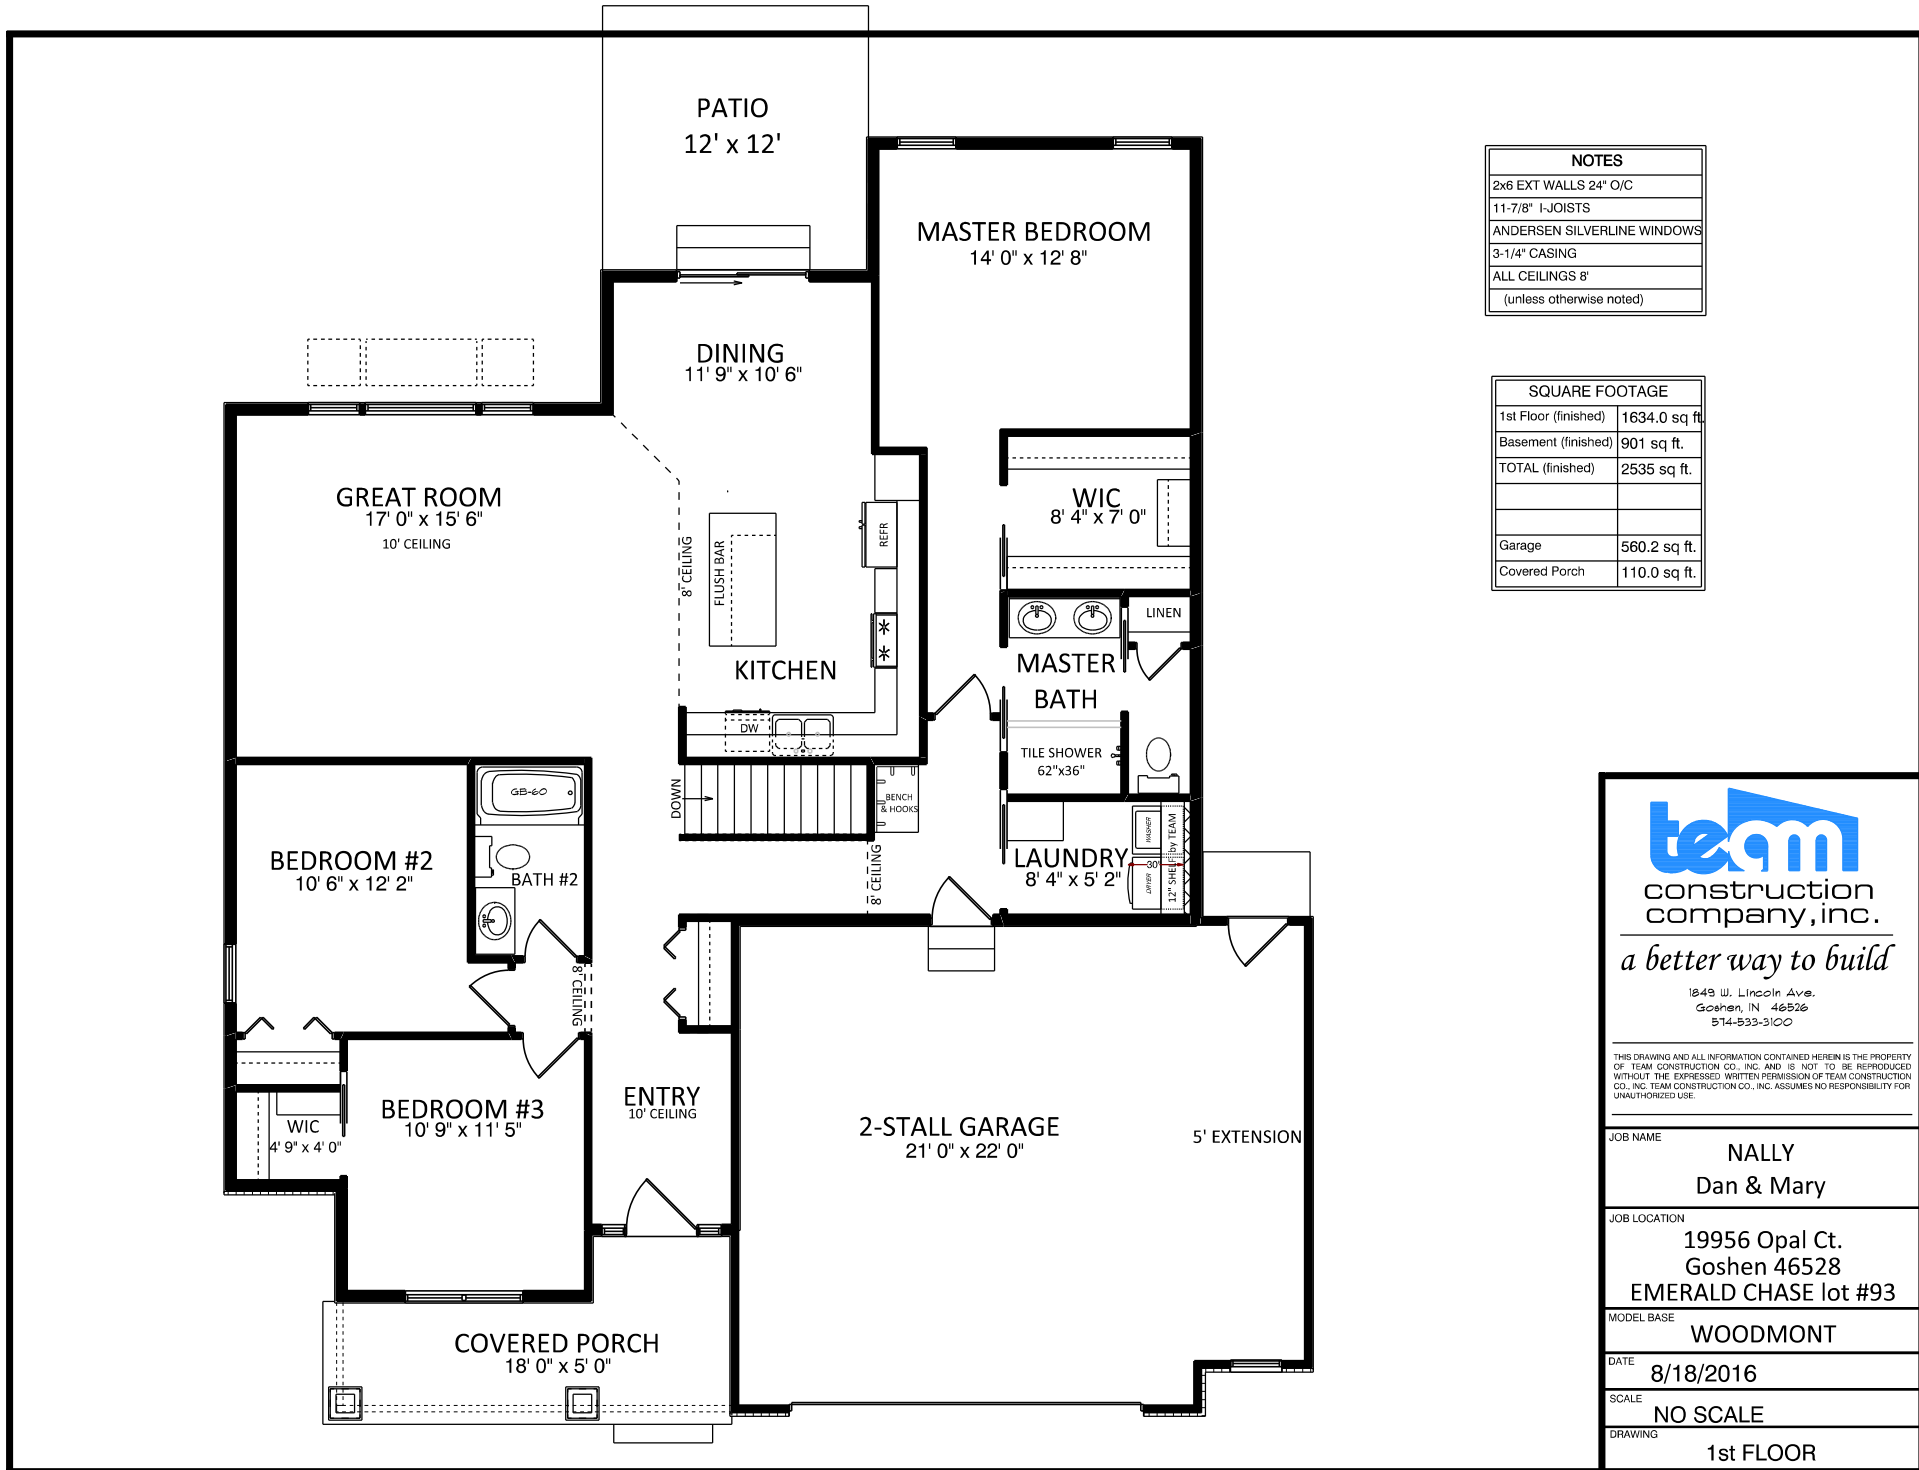 PATIO
12' x 12'
MASTER BEDROOM
14' 0" x 12' 8"
DINING
11' 9" x 10' 6"
GREAT ROOM
17' 0" x 15' 6"
10' CEILING
8' CEILING
FLUSH BAR
REFR
KITCHEN
DW
WIC
8' 4" x 7' 0"
LINEN
MASTER
BATH
TILE SHOWER
62"x36"
DOWN
BENCH
& HOOKS
8' CEILING
LAUNDRY
8' 4" x 5' 2"
WASHER
DRYER
30"
12" SHELF by TEAM
BEDROOM #2
10' 6" x 12' 2"
GB-60
BATH #2
8' CEILING
ENTRY
10' CEILING
BEDROOM #3
10' 9" x 11' 5"
WIC
4' 9" x 4' 0"
2-STALL GARAGE
21' 0" x 22' 0"
5' EXTENSION
COVERED PORCH
18' 0" x 5' 0"
NOTES
2x6 EXT WALLS 24" O/C
11-7/8" I-JOISTS
ANDERSEN SILVERLINE WINDOWS
3-1/4" CASING
ALL CEILINGS 8'
(unless otherwise noted)
SQUARE FOOTAGE
1st Floor (finished) 1634.0 sq ft.
Basement (finished) 901 sq ft.
TOTAL (finished) 2535 sq ft.
Garage 560.2 sq ft.
Covered Porch 110.0 sq ft.
team
construction
company, inc.
a better way to build
1849 W. Lincoln Ave.
Goshen, IN 46526
574-533-3100
THIS DRAWING AND ALL INFORMATION CONTAINED HEREIN IS THE PROPERTY
OF TEAM CONSTRUCTION CO., INC. AND IS NOT TO BE REPRODUCED
WITHOUT THE EXPRESSED WRITTEN PERMISSION OF TEAM CONSTRUCTION
CO., INC. TEAM CONSTRUCTION CO., INC. ASSUMES NO RESPONSIBILITY FOR
UNAUTHORIZED USE.
JOB NAME
NALLY
Dan & Mary
JOB LOCATION
19956 Opal Ct.
Goshen 46528
EMERALD CHASE lot #93
MODEL BASE
WOODMONT
DATE
8/18/2016
SCALE
NO SCALE
DRAWING
1st FLOOR